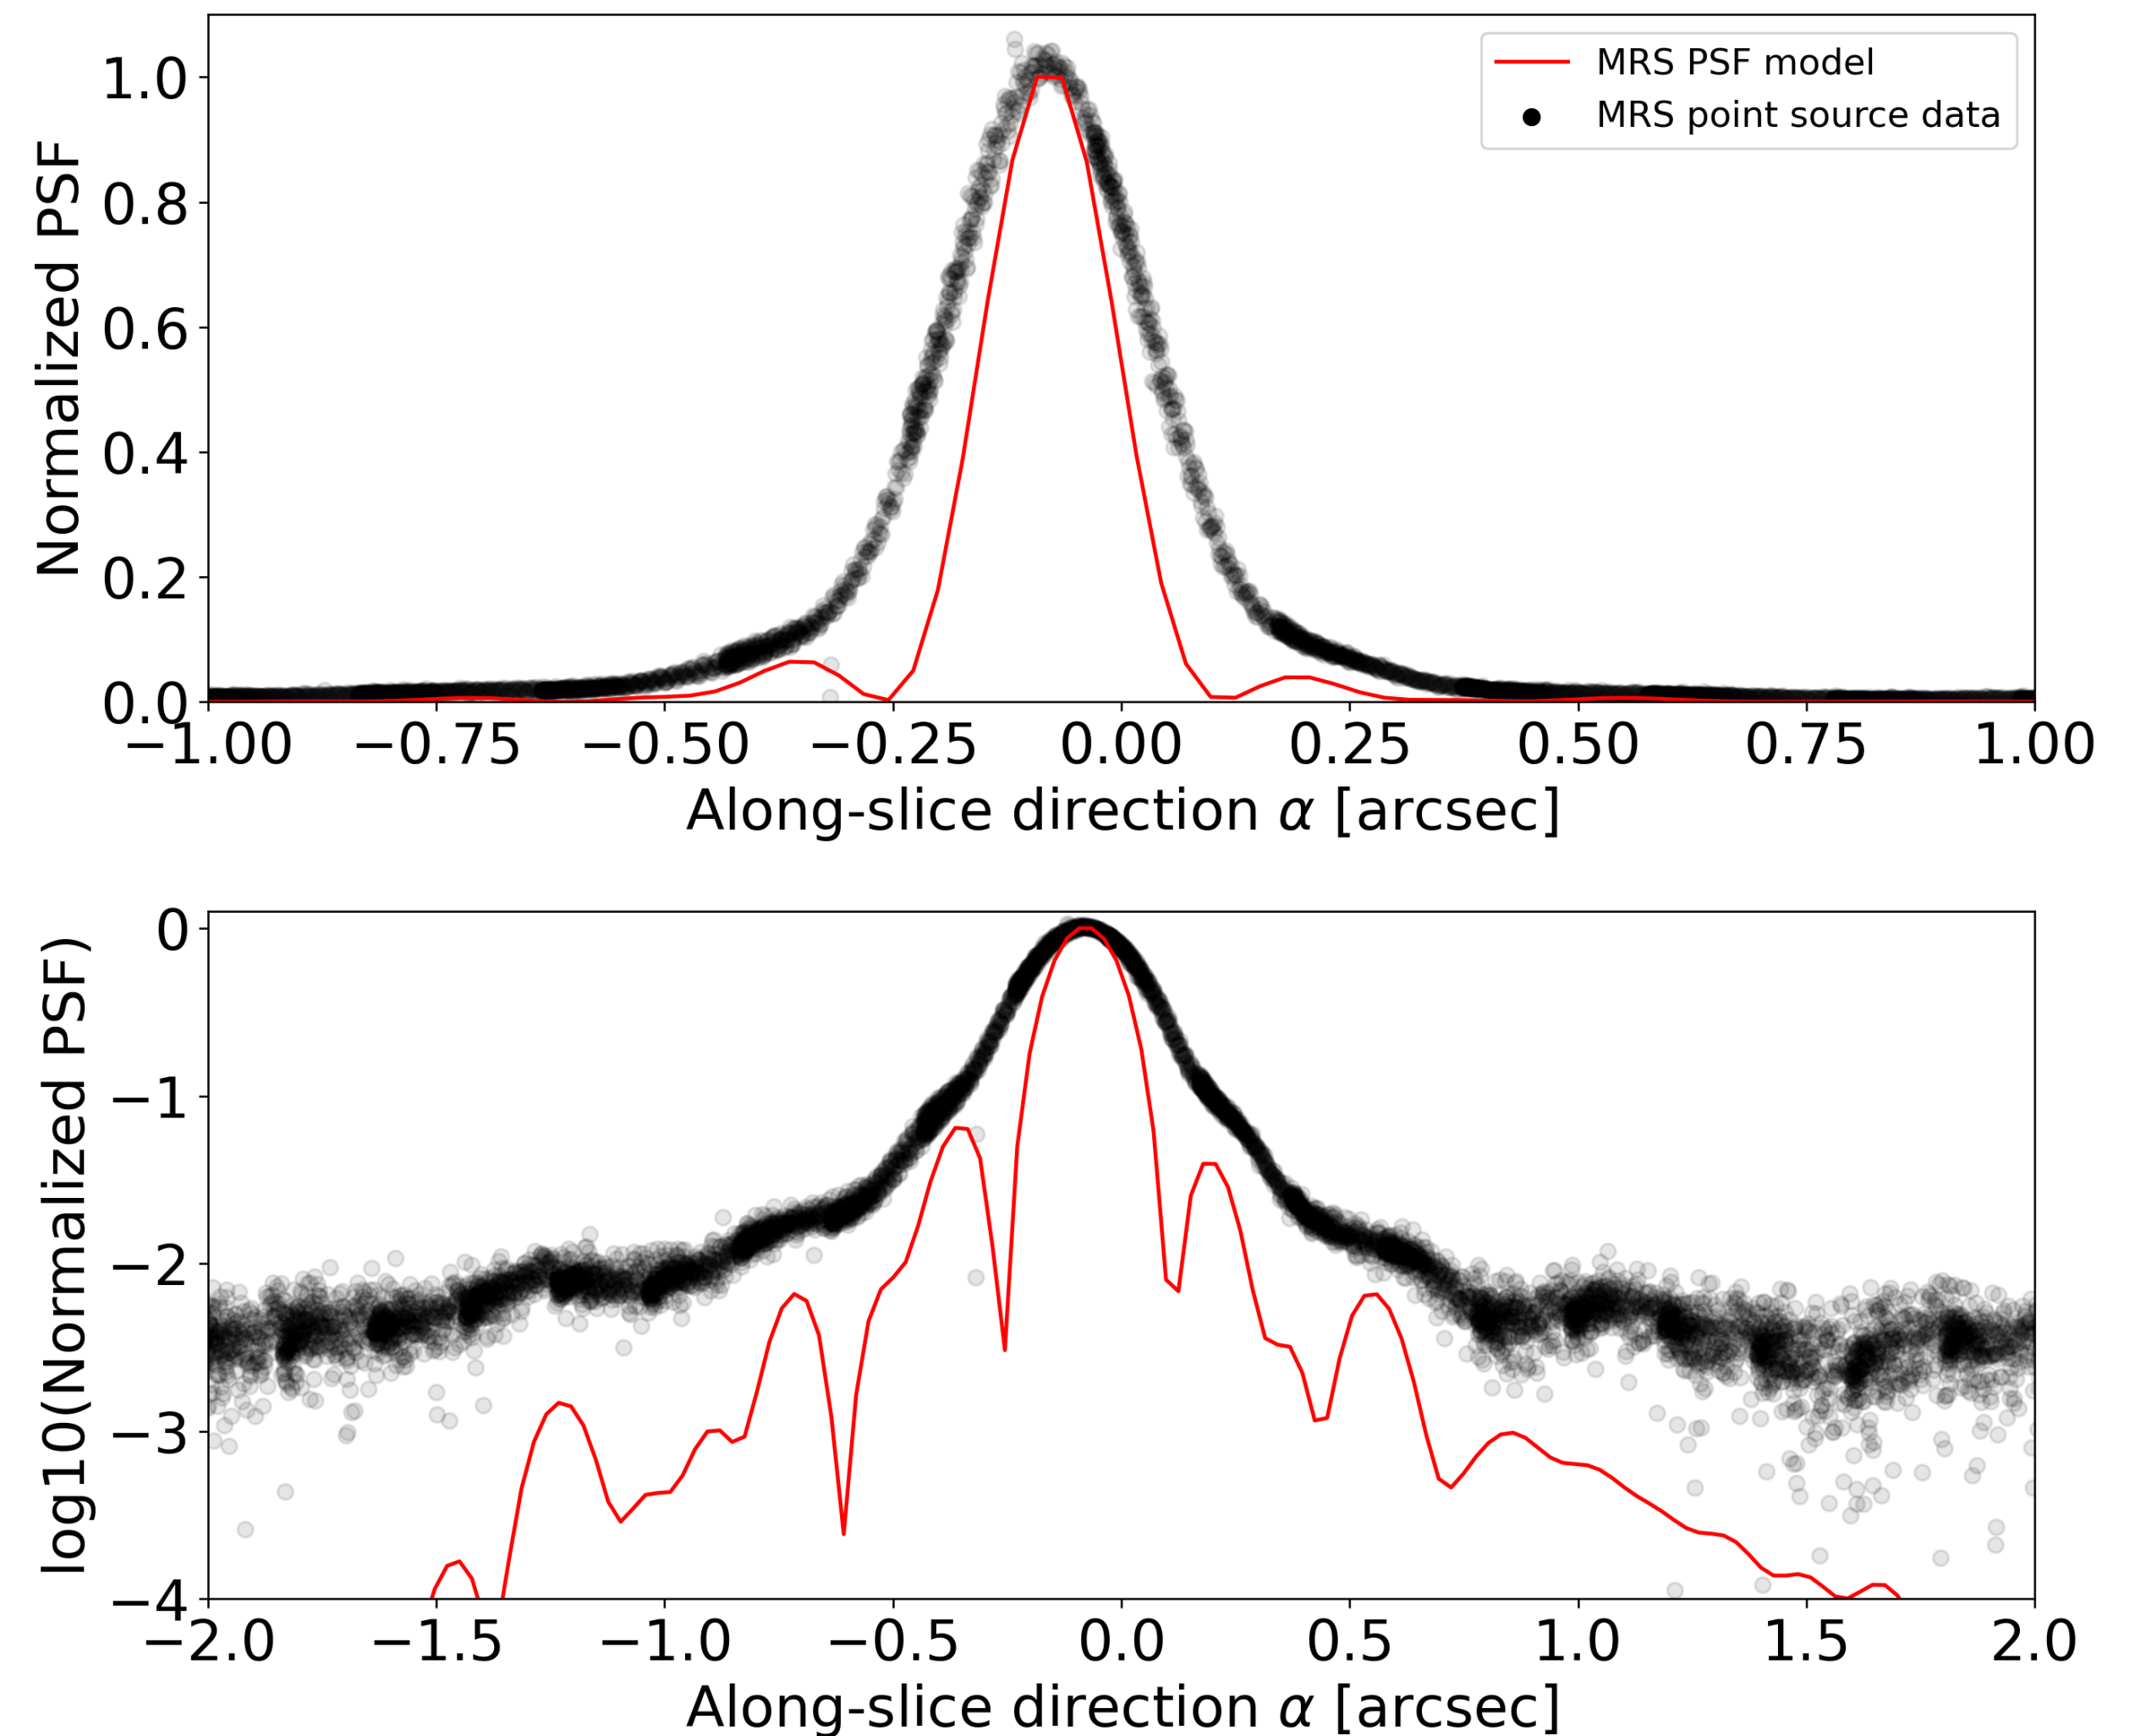 MRS PSF model
MRS point source data
Normalized PSF
1.0
0.8
0.6
0.4
0.2
0.0
−1.00 −0.75 −0.50 −0.25 0.00 0.25 0.50 0.75 1.00
Along-slice direction α [arcsec]
log10(Normalized PSF)
0
−1
−2
−3
−4
−2.0 −1.5 −1.0 −0.5 0.0 0.5 1.0 1.5 2.0
Along-slice direction α [arcsec]